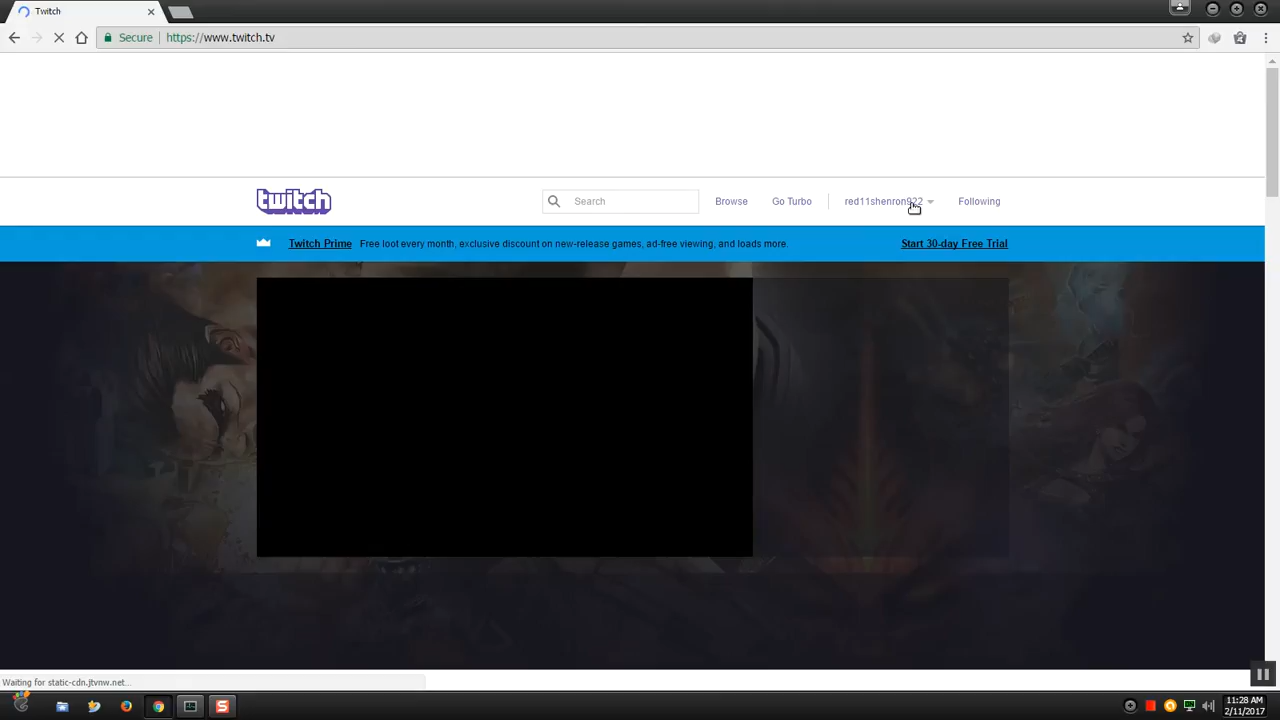 Twitch
Secure https://www.twitch.tv
twitch
Search
Browse
Go Turbo
red11shenron922
Following
Twitch Prime Free loot every month, exclusive discount on new-release games, ad-free viewing, and loads more.
Start 30-day Free Trial
Waiting for static-cdn.jtvnw.net...
11:28 AM
2/11/2017